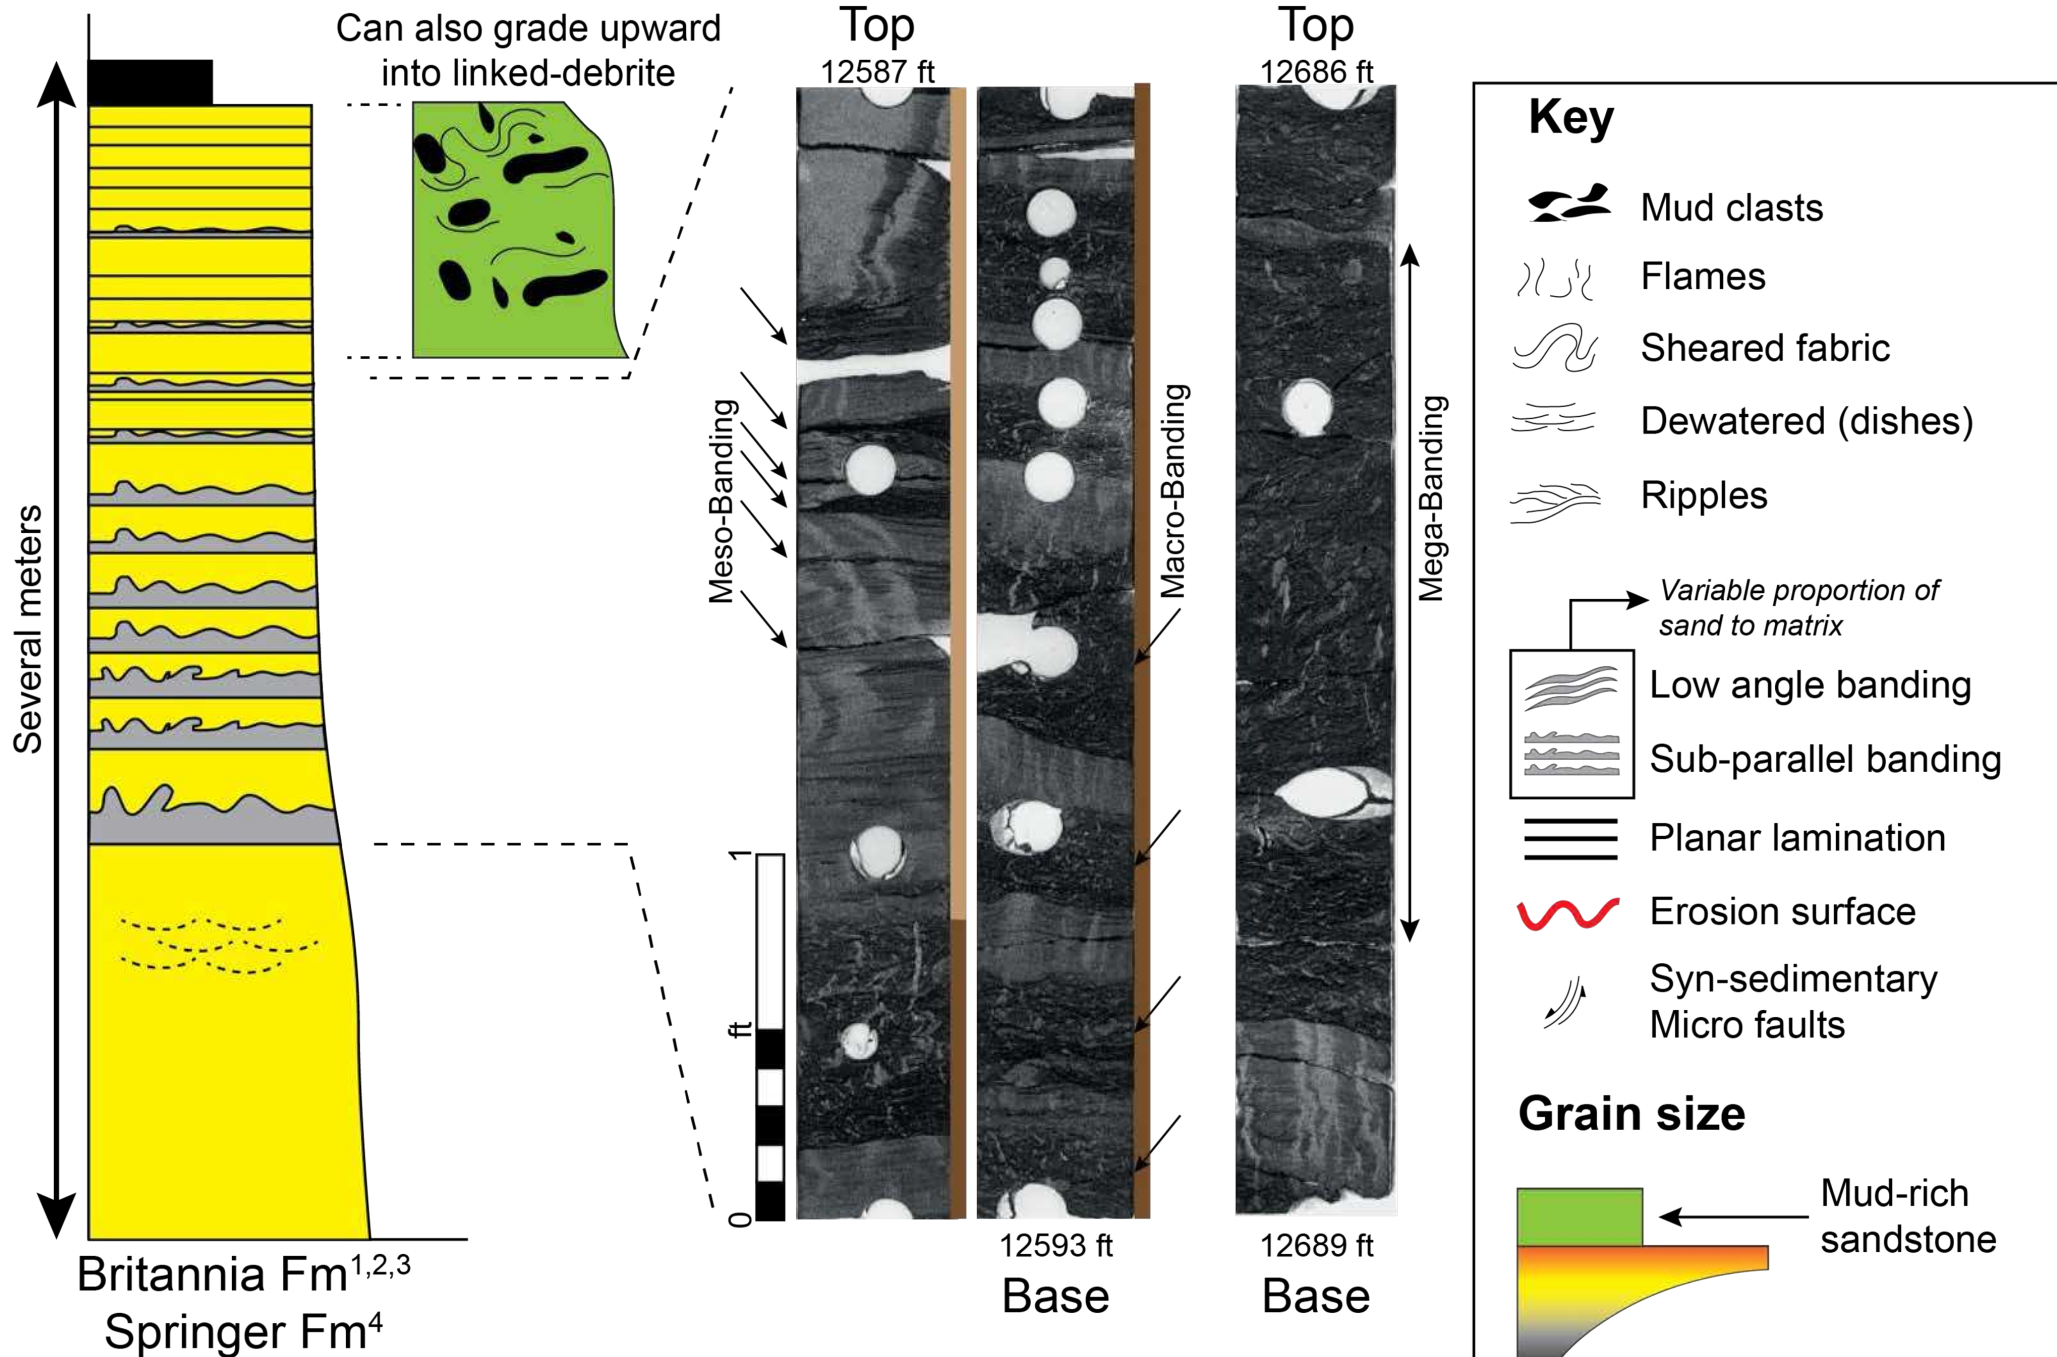 Can also grade upward
into linked-debrite
Several meters
Britannia Fm1,2,3
Springer Fm4
Top
12587 ft
Meso-Banding
1
ft
0
Macro-Banding
12593 ft
Base
Top
12686 ft
Mega-Banding
12689 ft
Base
Key
Mud clasts
Flames
Sheared fabric
Dewatered (dishes)
Ripples
Variable proportion of
sand to matrix
Low angle banding
Sub-parallel banding
Planar lamination
Erosion surface
Syn-sedimentary
Micro faults
Grain size
Mud-rich
sandstone